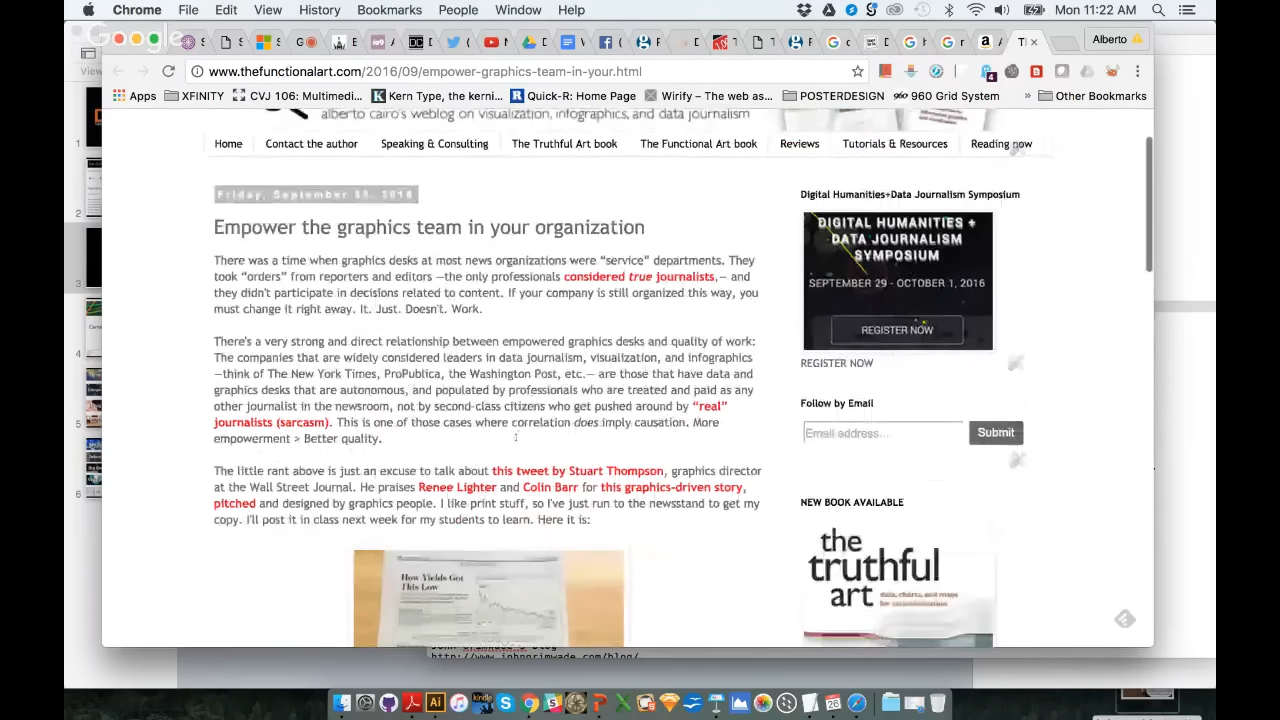 Chrome File Edit View History Bookmarks People Window Help Mon 11:22 AM
Google
Alberto
View
www.thefunctionalart.com/2016/09/empower-graphics-team-in-your.html
Apps XFINITY CVJ 106: Multimedi... Kern Type, the kerni... Quick-R: Home Page Wirify — The web as... POSTERDESIGN 960 Grid System » Other Bookmarks
alberto cairo's weblog on visualization, infographics, and data journalism
Home Contact the author Speaking & Consulting The Truthful Art book The Functional Art book Reviews Tutorials & Resources Reading now
Empower the graphics team in your organization
There was a time when graphics desks at most news organizations were “service” departments. They
took “orders” from reporters and editors —the only professionals considered true journalists,— and
they didn't participate in decisions related to content. If your company is still organized this way, you
must change it right away. It. Just. Doesn't. Work.
There's a very strong and direct relationship between empowered graphics desks and quality of work:
The companies that are widely considered leaders in data journalism, visualization, and infographics
—think of The New York Times, ProPublica, the Washington Post, etc.— are those that have data and
graphics desks that are autonomous, and populated by professionals who are treated and paid as any
other journalist in the newsroom, not by second-class citizens who get pushed around by “real”
journalists (sarcasm). This is one of those cases where correlation does imply causation. More
empowerment > Better quality.
The little rant above is just an excuse to talk about this tweet by Stuart Thompson, graphics director
at the Wall Street Journal. He praises Renee Lighter and Colin Barr for this graphics-driven story,
pitched and designed by graphics people. I like print stuff, so I've just run to the newsstand to get my
copy. I'll post it in class next week for my students to learn. Here it is:
How Yields Got
This Low
Digital Humanities+Data Journalism Symposium
DIGITAL HUMANITIES +
DATA JOURNALISM
SYMPOSIUM
SEPTEMBER 29 - OCTOBER 1, 2016
REGISTER NOW
REGISTER NOW
Follow by Email
Email address...
Submit
NEW BOOK AVAILABLE
the
truthful
art
1
2
3
4
5
6
http://www.johngrimwade.com/blog/